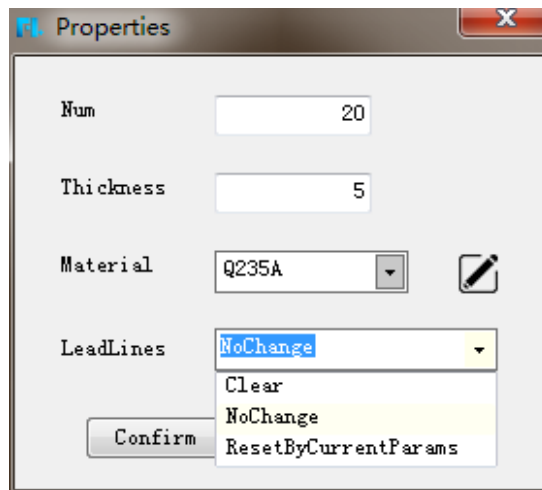 Properties
Num 20
Thickness 5
Material Q235A
LeadLines NoChange
Clear
NoChange
Confirm
ResetByCurrentParams